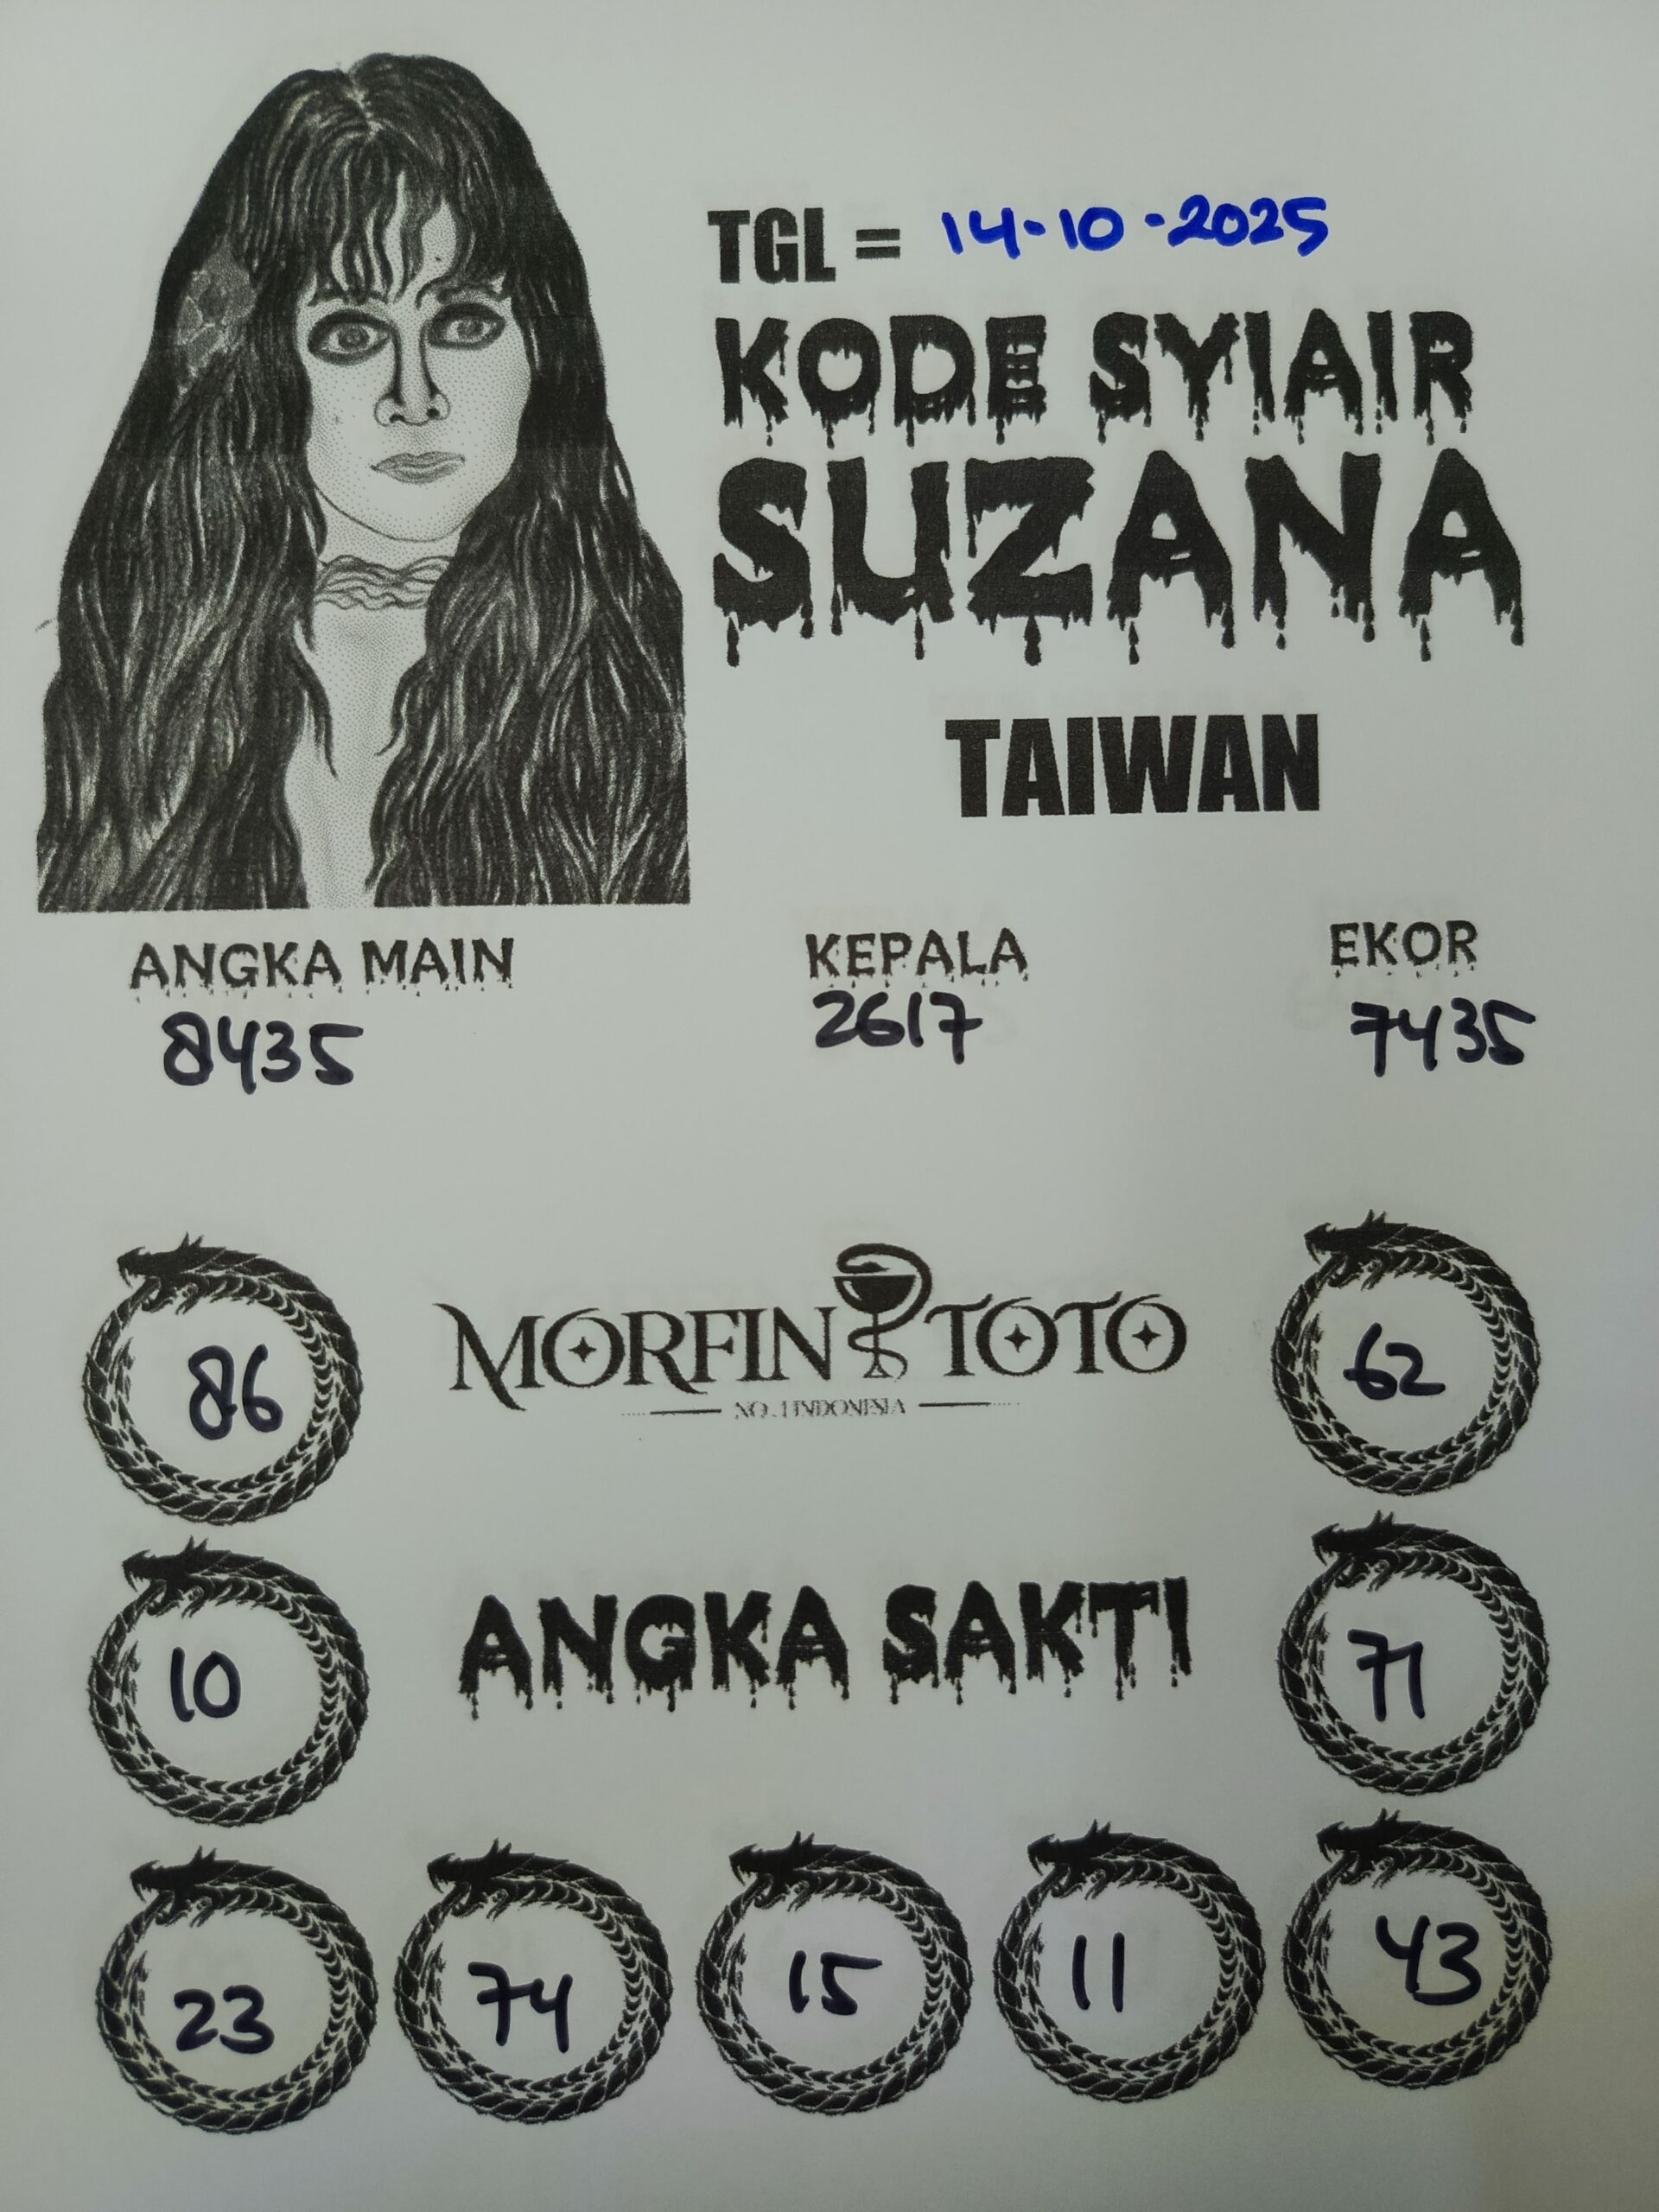 TGL = 14-10-2025
KODE SYIAIR
SUZANA
TAIWAN
ANGKA MAIN KEPALA EKOR
8435 2617 7435
86 MORFIN TOTO 62
NO.1 INDONESIA
10 ANGKA SAKTI 71
23 74 15 11 43